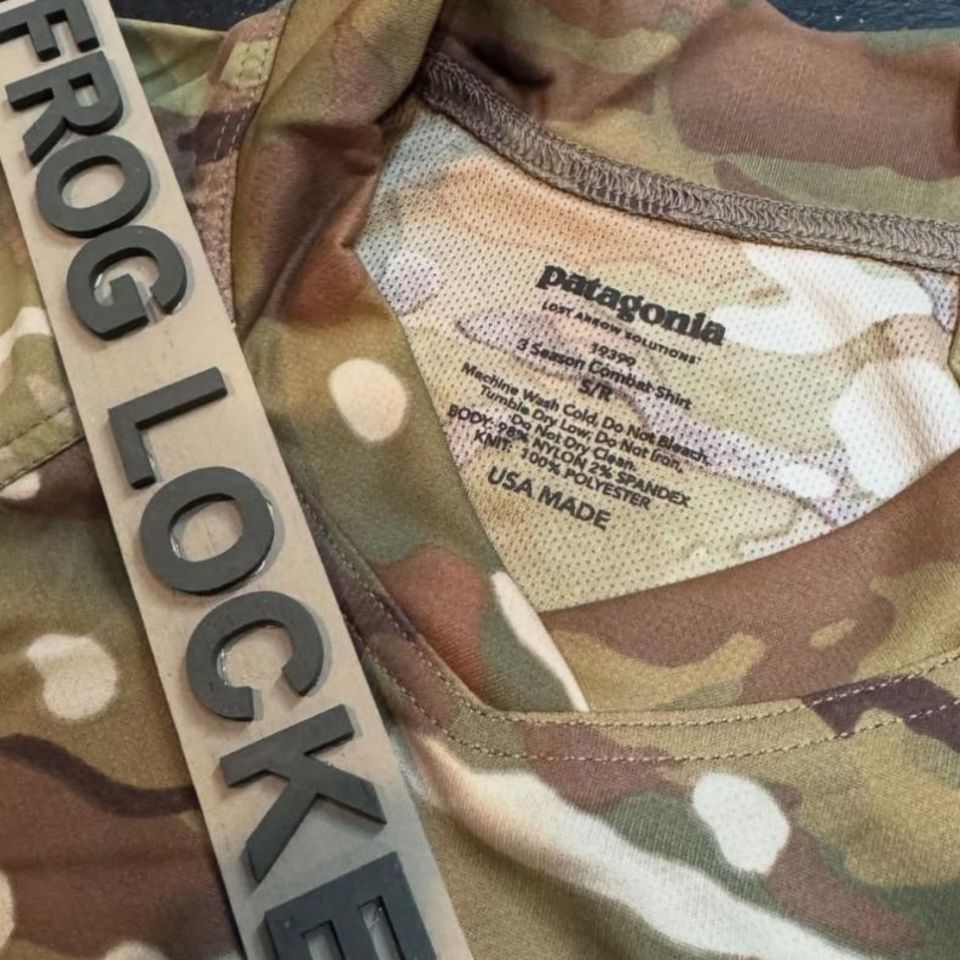 FROG LOCKE
patagonia
LOST ARROW SOLUTIONS
19390
3 Season Combat Shirt
S/R
Machine Wash Cold, Do Not Bleach,
Tumble Dry Low, Do Not Iron,
Do Not Dry Clean.
BODY: 98% NYLON 2% SPANDEX
KNIT: 100% POLYESTER
USA MADE